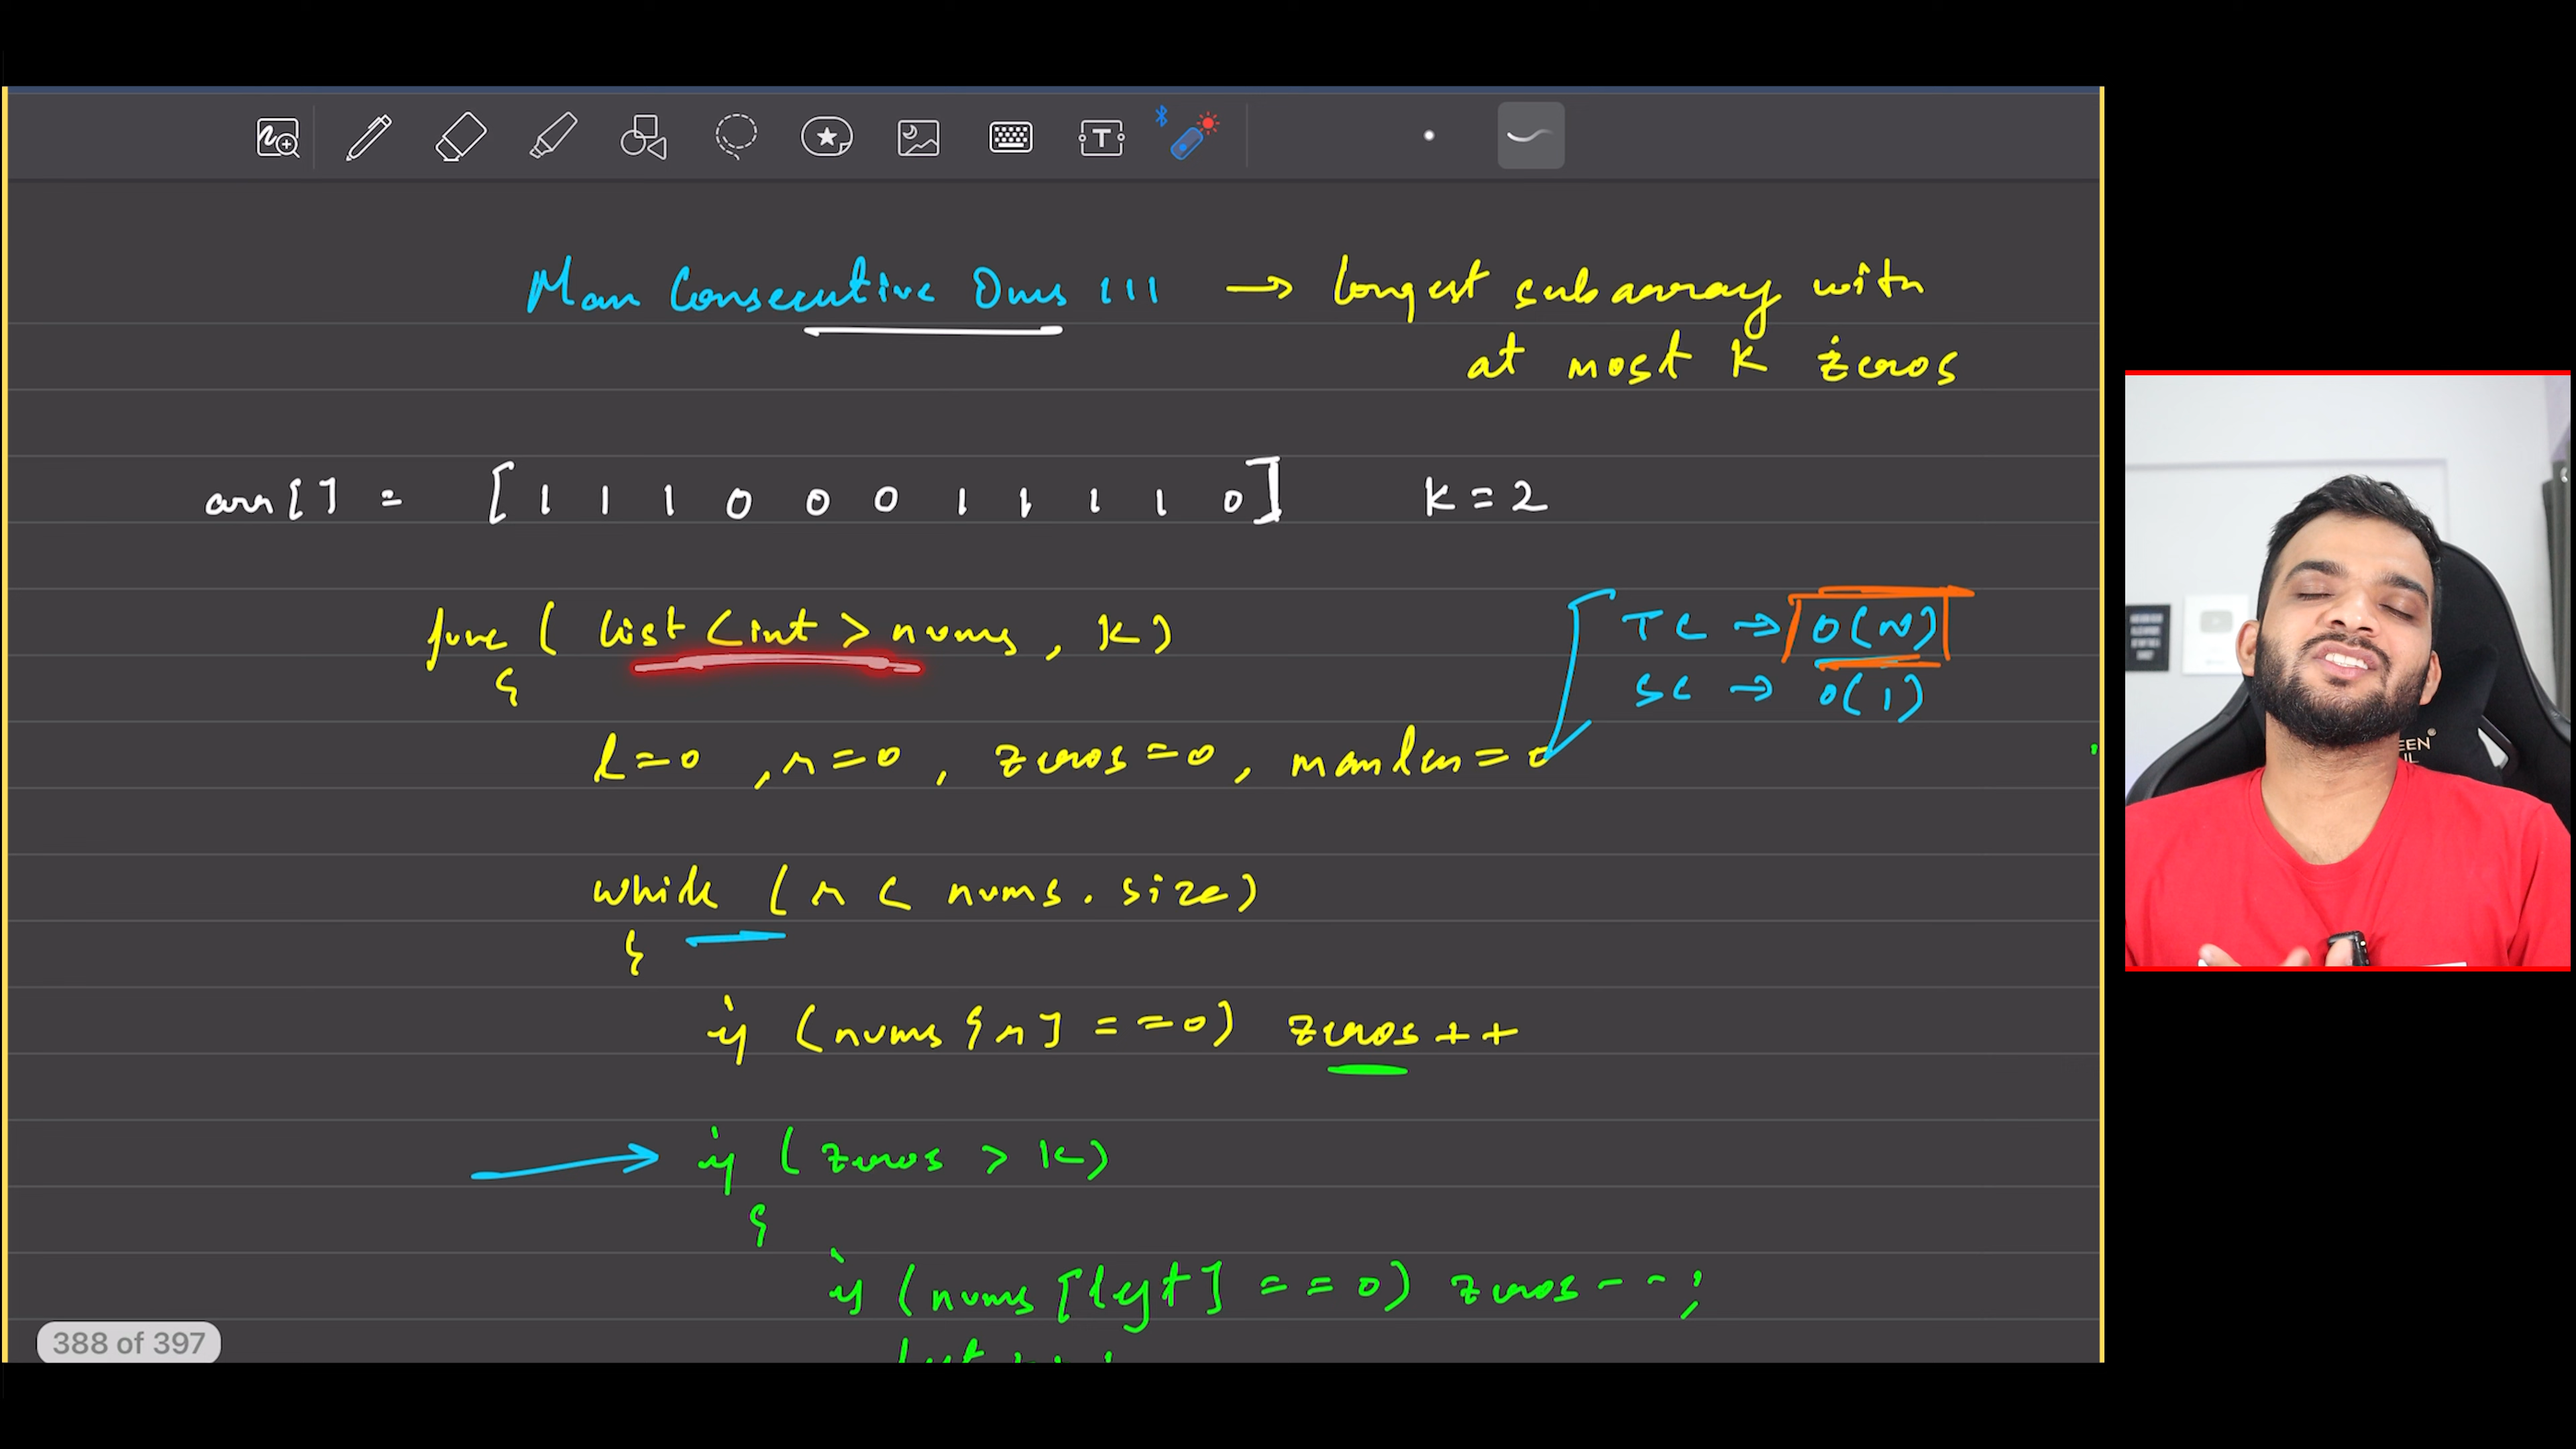 Max Consecutive Ones III → longest subarray with
at most K zeros
arr[] = [1 1 1 0 0 0 1 1 1 1 0] K=2
func ( list <int> nums, K)
{
TC → O(N)
SC → O(1)
l=0, r=0, zeros=0, maxlen=0
while (r < nums.size)
{
if (nums[r] ==0) zeros++
if (zeros > K)
{
if (nums[left] ==0) zeros--;
388 of 397